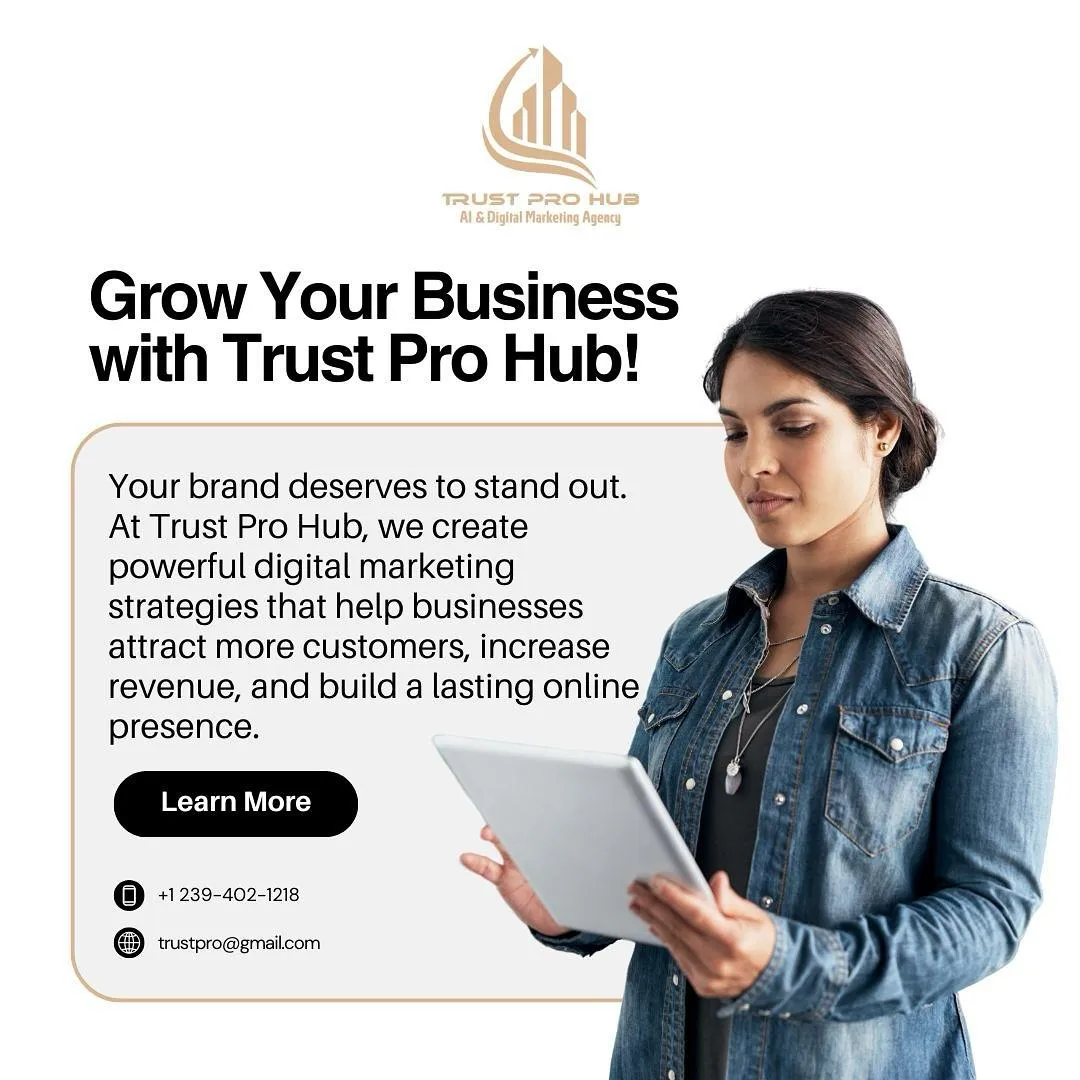 TRUST PRO HUB
AI & Digital Marketing Agency
Grow Your Business
with Trust Pro Hub!
Your brand deserves to stand out.
At Trust Pro Hub, we create
powerful digital marketing
strategies that help businesses
attract more customers, increase
revenue, and build a lasting online
presence.
Learn More
+1 239-402-1218
trustpro@gmail.com